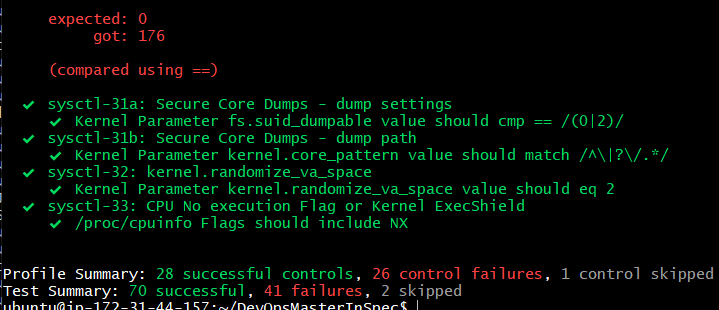 expected: 0
got: 176
(compared using ==)
✔ sysctl-31a: Secure Core Dumps - dump settings
✔ Kernel Parameter fs.suid_dumpable value should cmp == /(0|2)/
✔ sysctl-31b: Secure Core Dumps - dump path
✔ Kernel Parameter kernel.core_pattern value should match /^\|?\/.*/
✔ sysctl-32: kernel.randomize_va_space
✔ Kernel Parameter kernel.randomize_va_space value should eq 2
✔ sysctl-33: CPU No execution Flag or Kernel ExecShield
✔ /proc/cpuinfo Flags should include NX
Profile Summary: 28 successful controls, 26 control failures, 1 control skipped
Test Summary: 70 successful, 41 failures, 2 skipped
ubuntu@ip-172-31-44-157:~/DevOpsMasterInSpec$